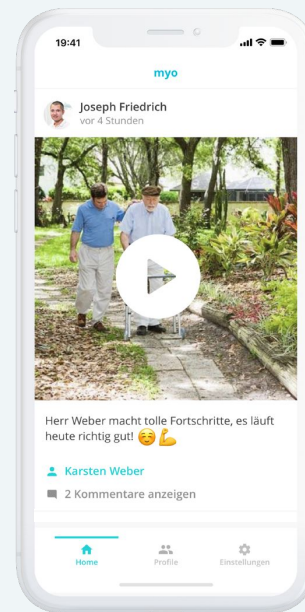 19:41
myo
Joseph Friedrich
vor 4 Stunden
Herr Weber macht tolle Fortschritte, es läuft
heute richtig gut! ☺️💪
Karsten Weber
2 Kommentare anzeigen
Home Profile Einstellungen